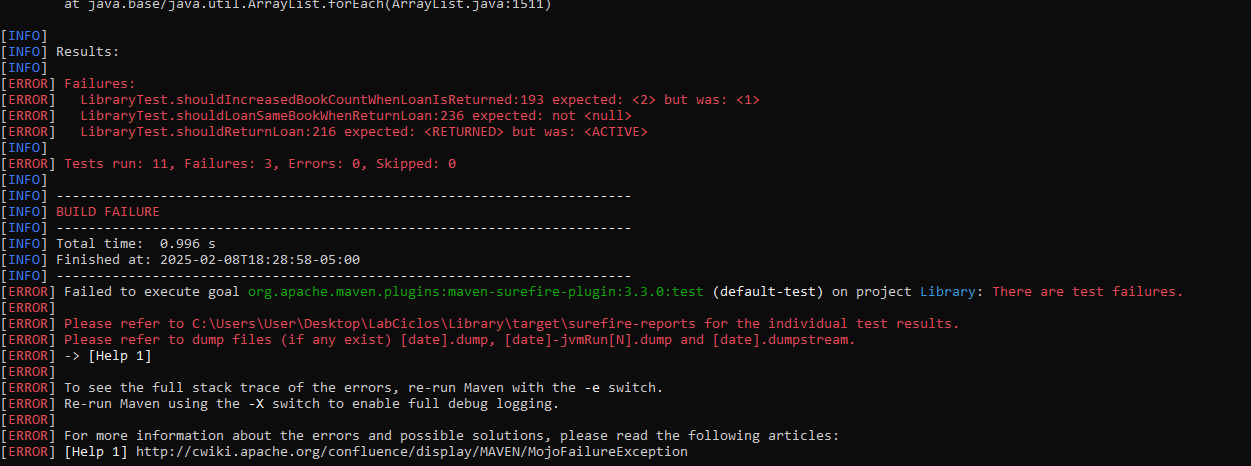 at java.base/java.util.ArrayList.forEach(ArrayList.java:1511)
[INFO]
[INFO] Results:
[INFO]
[ERROR] Failures:
[ERROR]   LibraryTest.shouldIncreasedBookCountWhenLoanIsReturned:193 expected: <2> but was: <1>
[ERROR]   LibraryTest.shouldLoanSameBookWhenReturnLoan:236 expected: not <null>
[ERROR]   LibraryTest.shouldReturnLoan:216 expected: <RETURNED> but was: <ACTIVE>
[INFO]
[ERROR] Tests run: 11, Failures: 3, Errors: 0, Skipped: 0
[INFO]
[INFO] ------------------------------------------------------------------------
[INFO] BUILD FAILURE
[INFO] ------------------------------------------------------------------------
[INFO] Total time:  0.996 s
[INFO] Finished at: 2025-02-08T18:28:58-05:00
[INFO] ------------------------------------------------------------------------
[ERROR] Failed to execute goal org.apache.maven.plugins:maven-surefire-plugin:3.3.0:test (default-test) on project Library: There are test failures.
[ERROR]
[ERROR] Please refer to C:\Users\User\Desktop\LabCiclos\Library\target\surefire-reports for the individual test results.
[ERROR] Please refer to dump files (if any exist) [date].dump, [date]-jvmRun[N].dump and [date].dumpstream.
[ERROR] -> [Help 1]
[ERROR]
[ERROR] To see the full stack trace of the errors, re-run Maven with the -e switch.
[ERROR] Re-run Maven using the -X switch to enable full debug logging.
[ERROR]
[ERROR] For more information about the errors and possible solutions, please read the following articles:
[ERROR] [Help 1] http://cwiki.apache.org/confluence/display/MAVEN/MojoFailureException